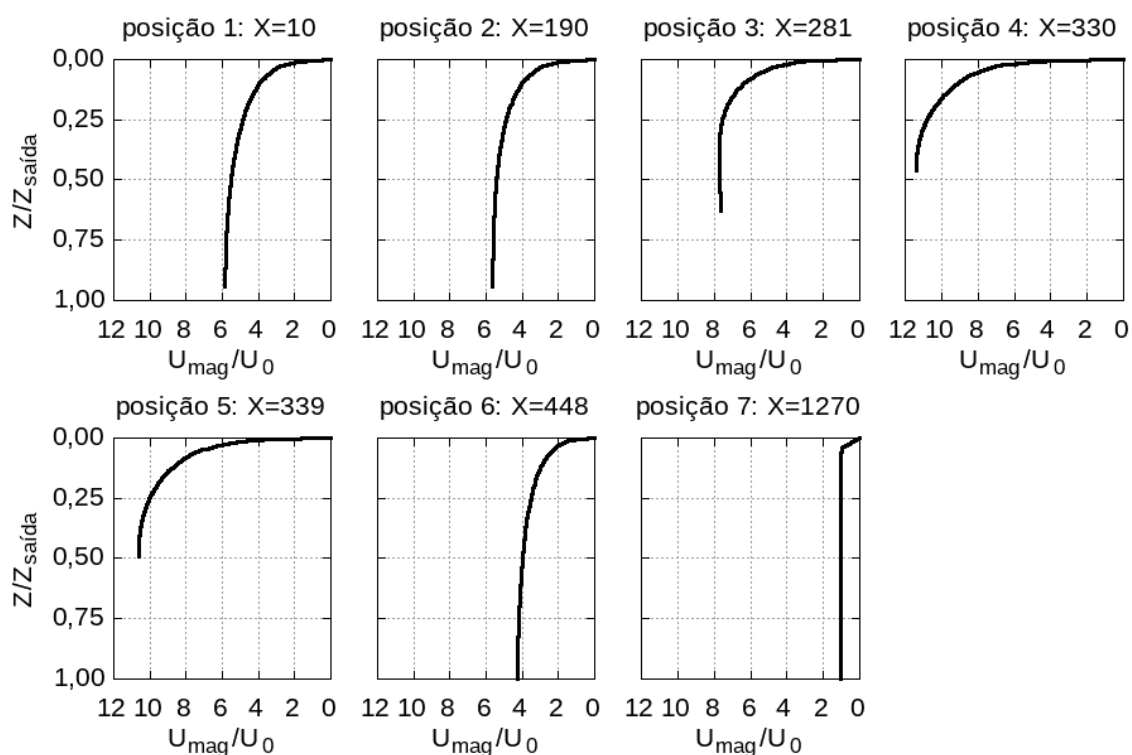 posição 1: X=10
posição 2: X=190
posição 3: X=281
posição 4: X=330
Z/Zsaída
0,00
0,25
0,50
0,75
1,00
12 10 8 6 4 2 0
12 10 8 6 4 2 0
12 10 8 6 4 2 0
12 10 8 6 4 2 0
Umag/U0
Umag/U0
Umag/U0
Umag/U0
posição 5: X=339
posição 6: X=448
posição 7: X=1270
Z/Zsaída
0,00
0,25
0,50
0,75
1,00
12 10 8 6 4 2 0
12 10 8 6 4 2 0
12 10 8 6 4 2 0
Umag/U0
Umag/U0
Umag/U0